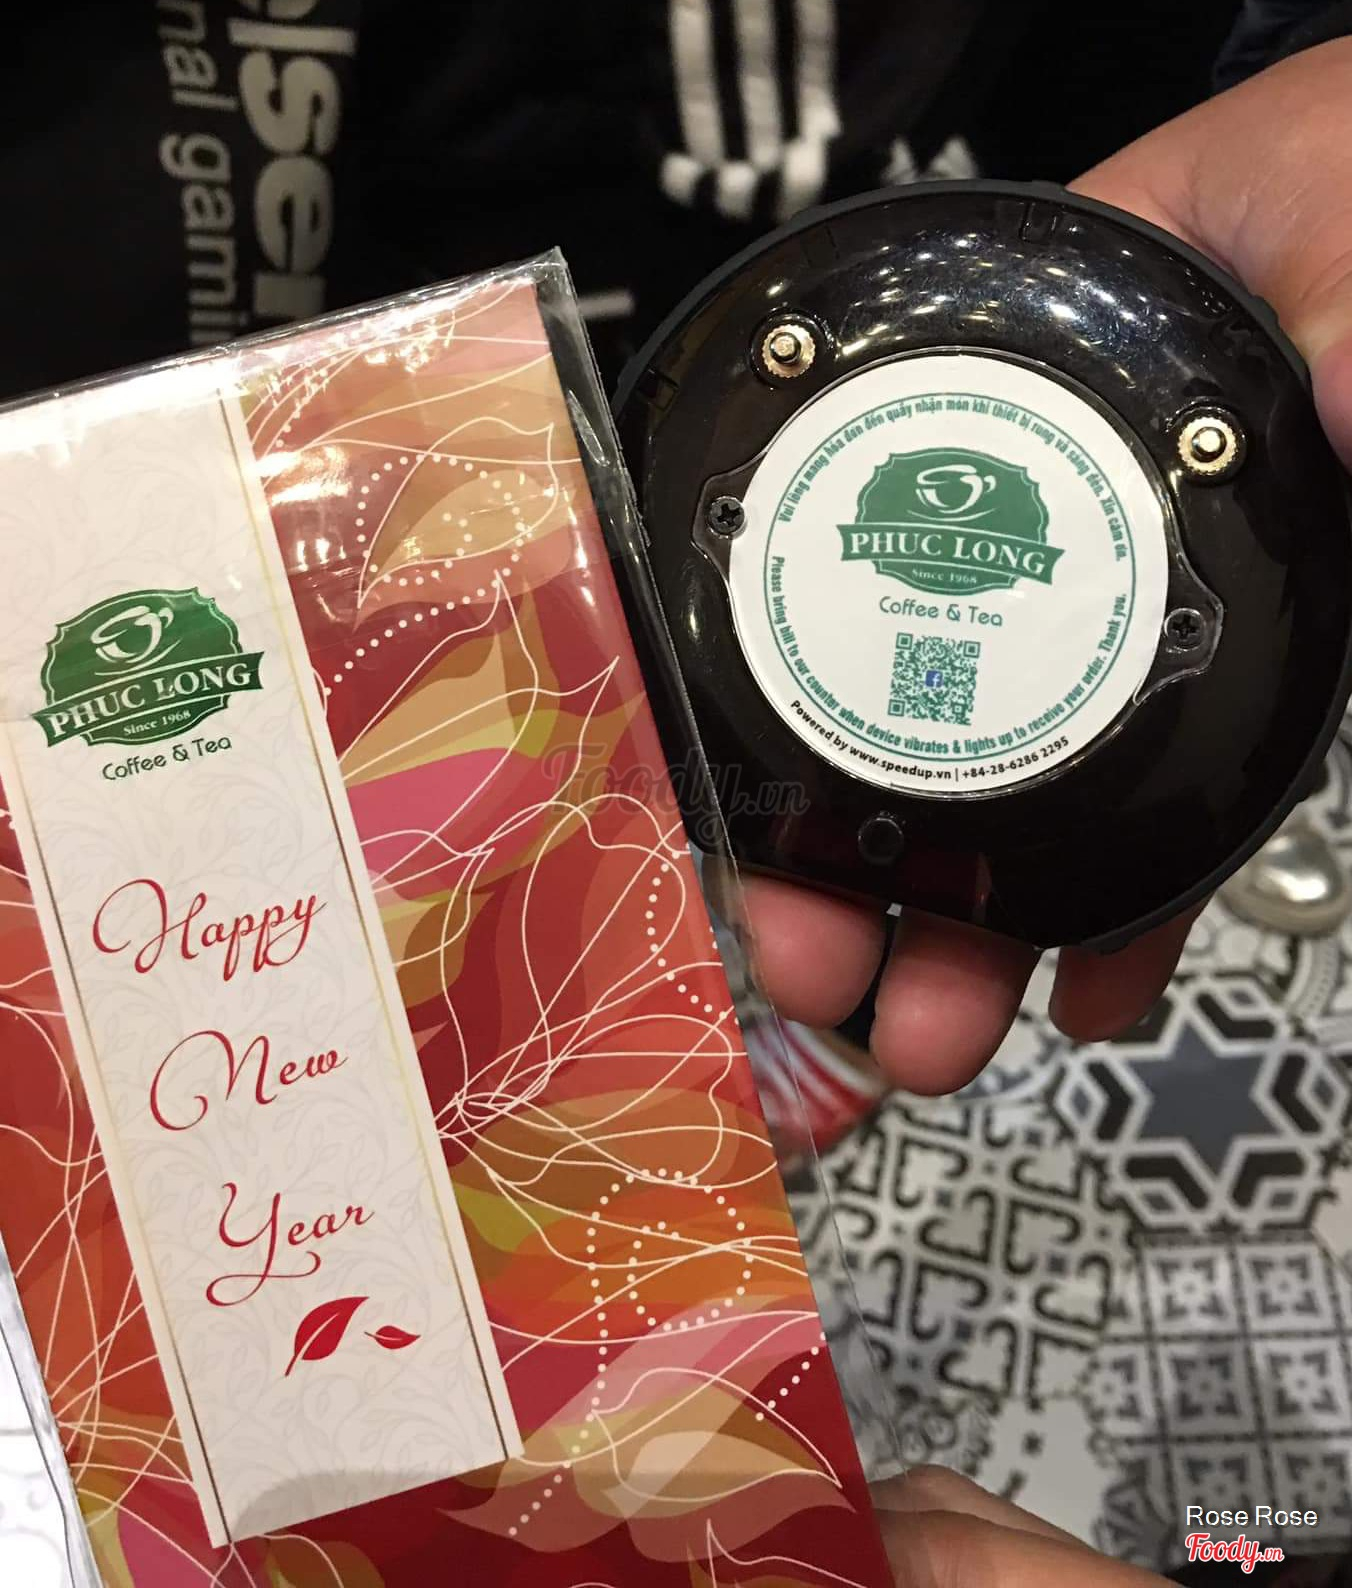 elser
nal gamin
PHUC LONG
Since 1968
Coffee & Tea
Happy
New
Year
Vui lòng mang hóa đơn đến quầy nhận món khi thiết bị rung và sáng đèn. Xin cảm ơn.
PHUC LONG
Since 1968
Coffee & Tea
Please bring bill to our counter when device vibrates & lights up to receive your order. Thank you.
Powered by www.speedup.vn | +84-28-6286 2295
Foody.vn
Rose Rose
Foody.vn